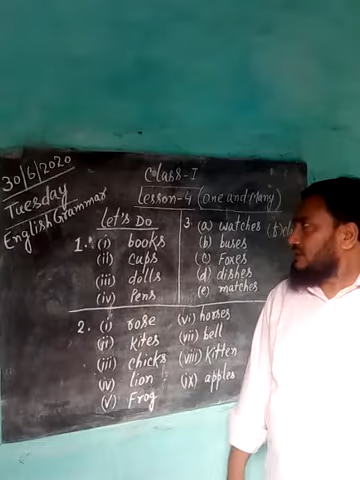 30/6/2020
Tuesday
English Grammar
Class-I
Lesson-4 (One and Many)
Let's Do
1. (i) books
(ii) cups
(iii) dolls
(iv) Pens
3. (a) watches (f)
(b) buses
(c) Foxes
(d) dishes
(e) matches
2. (i) rose
(ii) kites
(iii) chicks
(iv) lion
(v) Frog
(vi) horses
(vii) bell
(viii) Kitten
(ix) apples